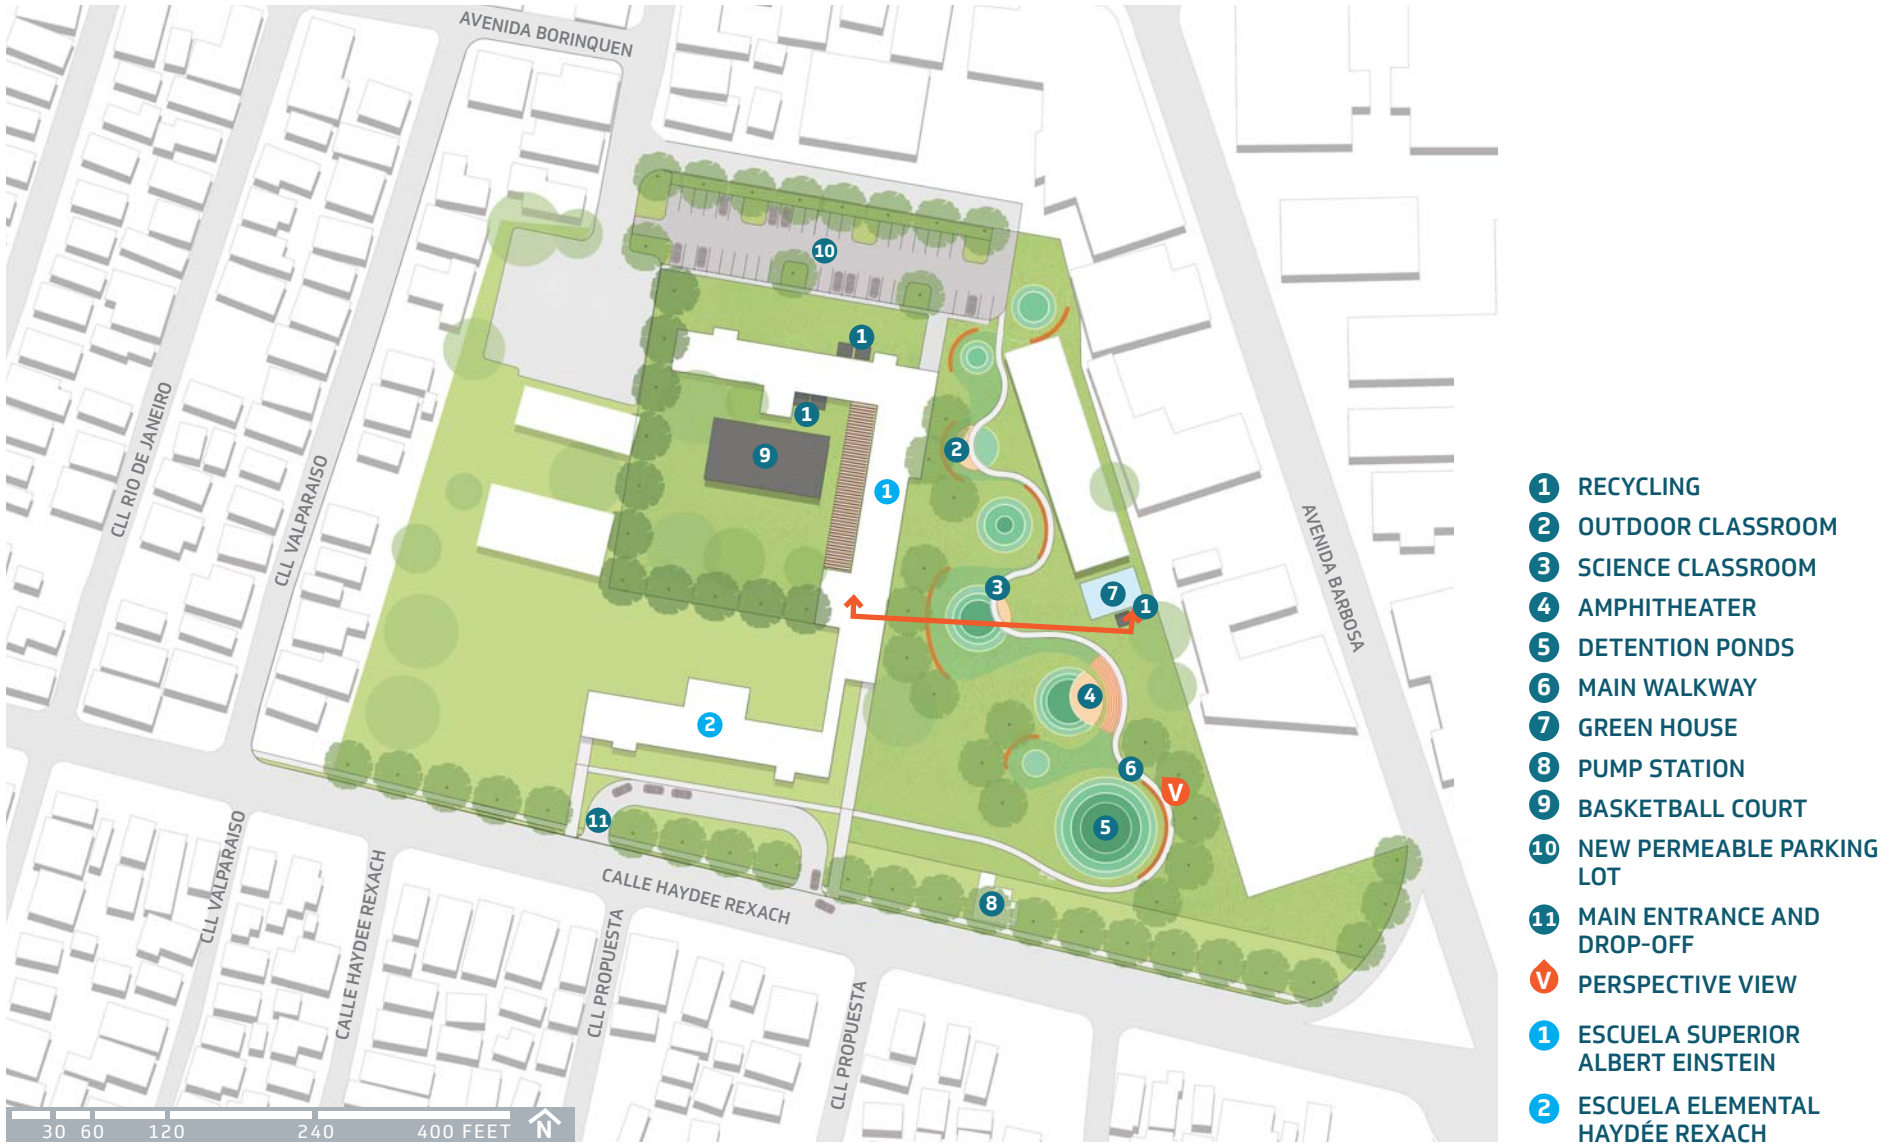 AVENIDA BORINQUEN
10
1
1
9
2
1
CLL RIO DE JANEIRO
CLL VALPARAISO
AVENIDA BARBOSA
3
7
1
4
2
6
V
5
11
CLL VALPARAISO
CALLE HAYDEE REXACH
CALLE HAYDEE REXACH
8
CLL PROPUESTA
CLL PROPUESTA
30 60 120 240 400 FEET N
1 RECYCLING
2 OUTDOOR CLASSROOM
3 SCIENCE CLASSROOM
4 AMPHITHEATER
5 DETENTION PONDS
6 MAIN WALKWAY
7 GREEN HOUSE
8 PUMP STATION
9 BASKETBALL COURT
10 NEW PERMEABLE PARKING
LOT
11 MAIN ENTRANCE AND
DROP-OFF
V PERSPECTIVE VIEW
1 ESCUELA SUPERIOR
ALBERT EINSTEIN
2 ESCUELA ELEMENTAL
HAYDÉE REXACH